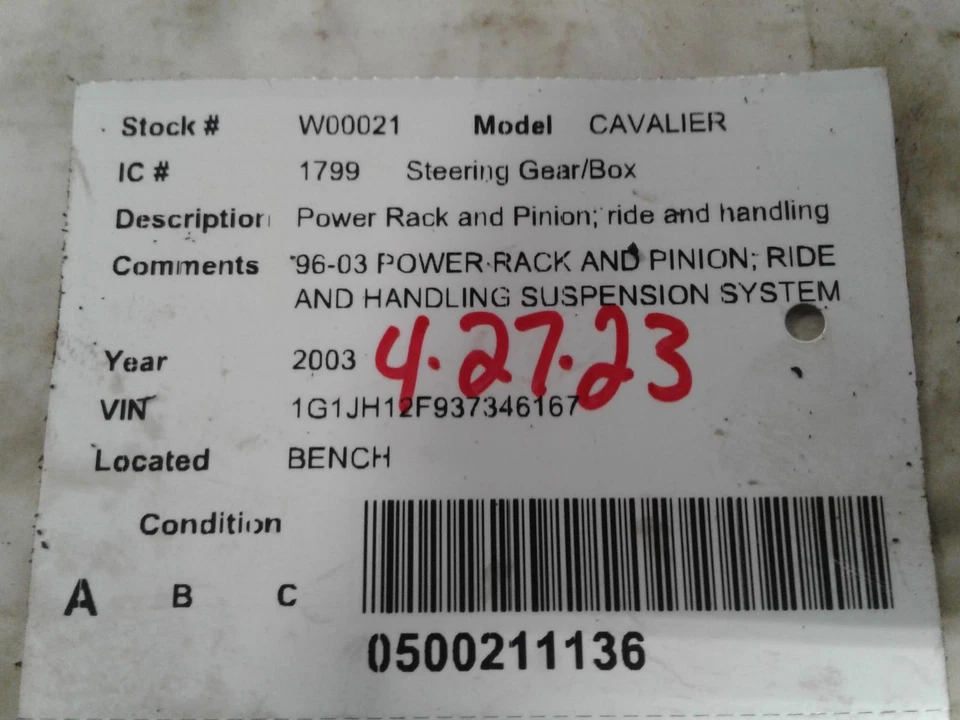 Stock # W00021 Model CAVALIER
IC # 1799 Steering Gear/Box
Description Power Rack and Pinion; ride and handling
Comments '96-03 POWER RACK AND PINION; RIDE
AND HANDLING SUSPENSION SYSTEM
4.27.23
Year 2003
VIN 1G1JH12F937346167
Located BENCH
Condition
A B C
0500211136